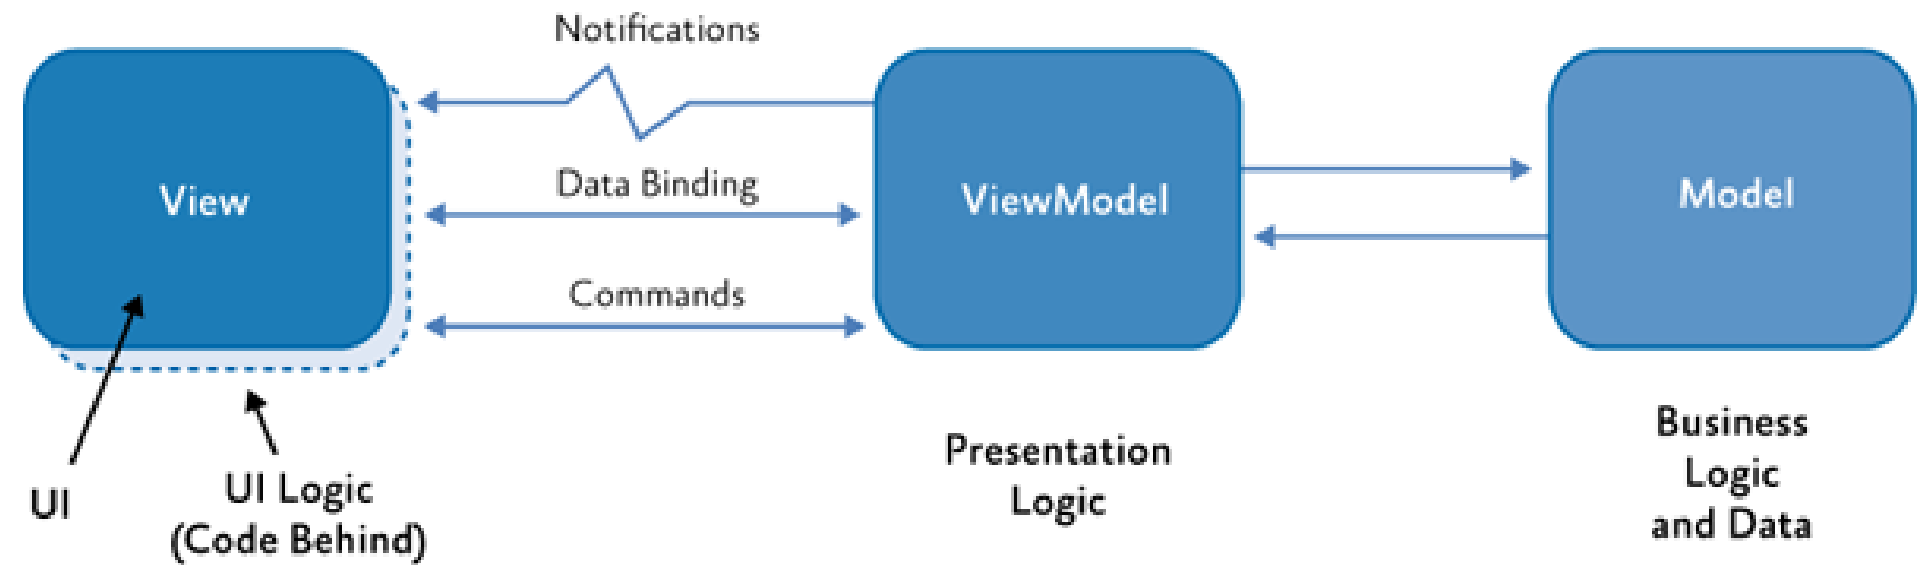 Notifications
View
Data Binding
Commands
ViewModel
Model
UI
UI Logic
(Code Behind)
Presentation
Logic
Business
Logic
and Data